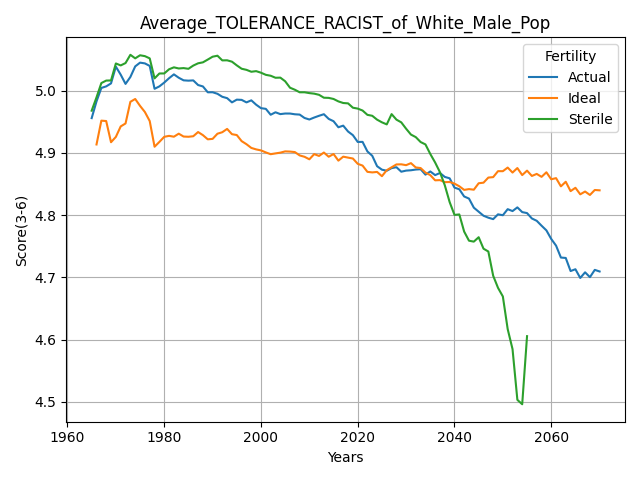 Average_TOLERANCE_RACIST_of_White_Male_Pop
Fertility
Actual
Ideal
Sterile
Score(3-6)
5.0
4.9
4.8
4.7
4.6
4.5
1960 1980 2000 2020 2040 2060
Years